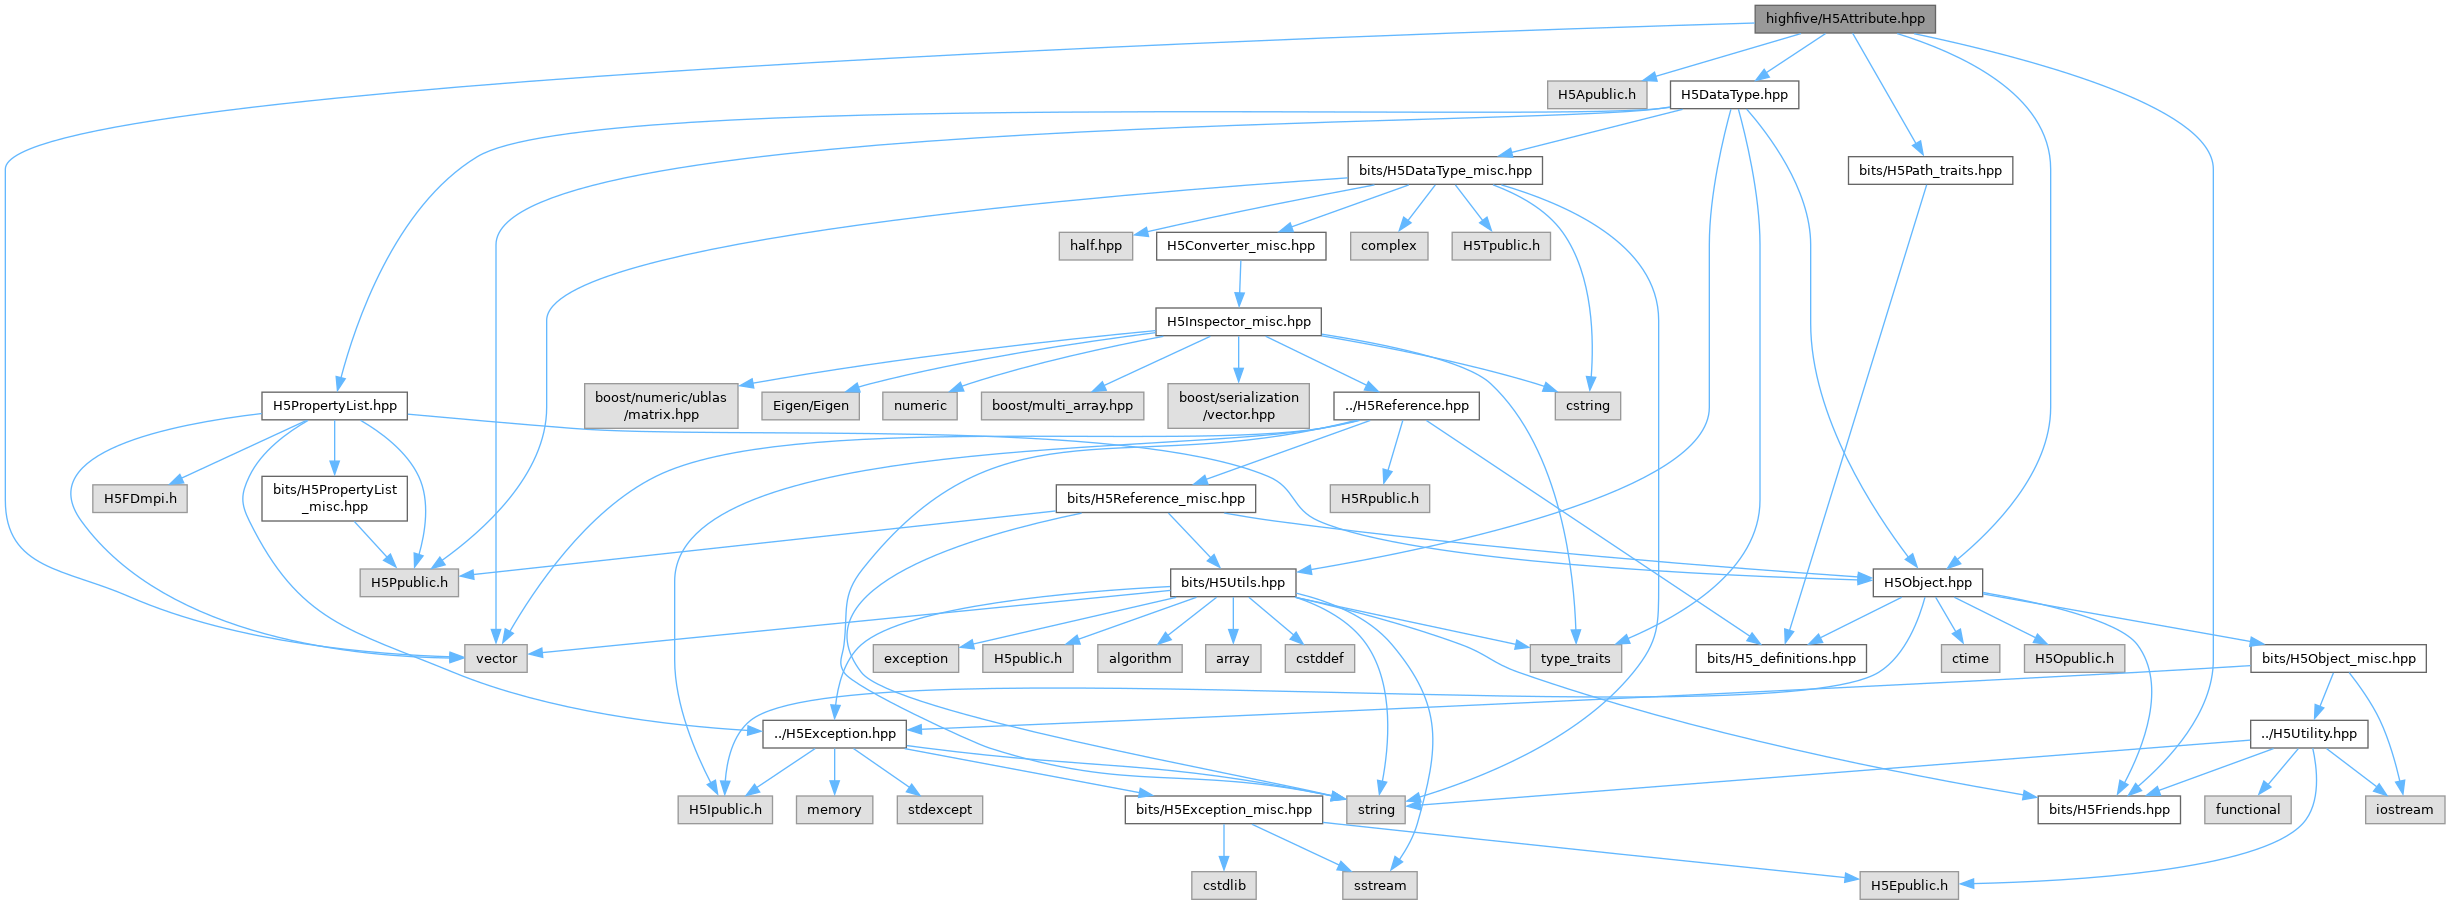 highfive/H5Attribute.hpp
H5Apublic.h
H5DataType.hpp
bits/H5DataType_misc.hpp
bits/H5Path_traits.hpp
half.hpp
H5Converter_misc.hpp
complex
H5Tpublic.h
H5Inspector_misc.hpp
H5PropertyList.hpp
boost/numeric/ublas
/matrix.hpp
Eigen/Eigen
numeric
boost/multi_array.hpp
boost/serialization
/vector.hpp
../H5Reference.hpp
cstring
H5FDmpi.h
bits/H5PropertyList
_misc.hpp
bits/H5Reference_misc.hpp
H5Rpublic.h
H5Ppublic.h
bits/H5Utils.hpp
H5Object.hpp
vector
exception
H5public.h
algorithm
array
cstddef
type_traits
bits/H5_definitions.hpp
ctime
H5Opublic.h
bits/H5Object_misc.hpp
../H5Exception.hpp
../H5Utility.hpp
H5Ipublic.h
memory
stdexcept
bits/H5Exception_misc.hpp
string
bits/H5Friends.hpp
functional
iostream
cstdlib
sstream
H5Epublic.h